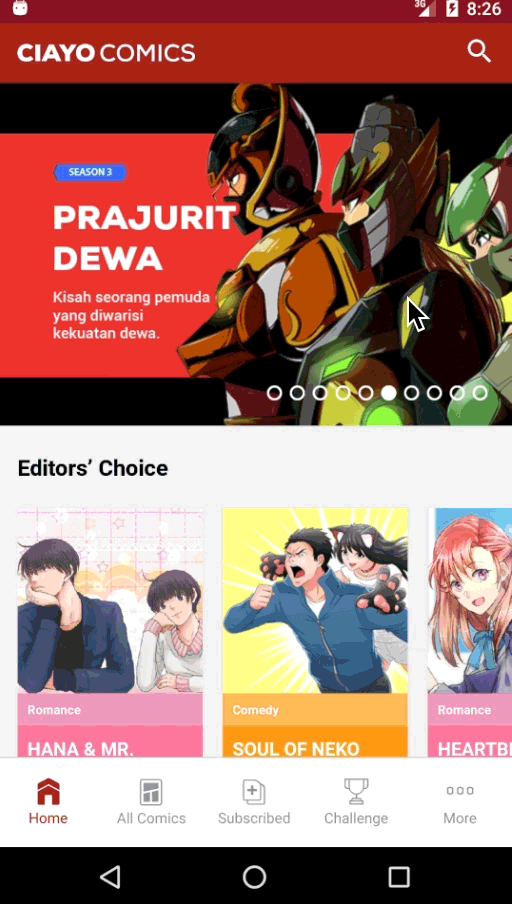 3G 8:26
CIAYO COMICS
SEASON 3
PRAJURIT
DEWA
Kisah seorang pemuda
yang diwarisi
kekuatan dewa.
Editors’ Choice
Romance
HANA & MR.
Comedy
SOUL OF NEKO
Romance
HEARTB
Home
All Comics
Subscribed
Challenge
More